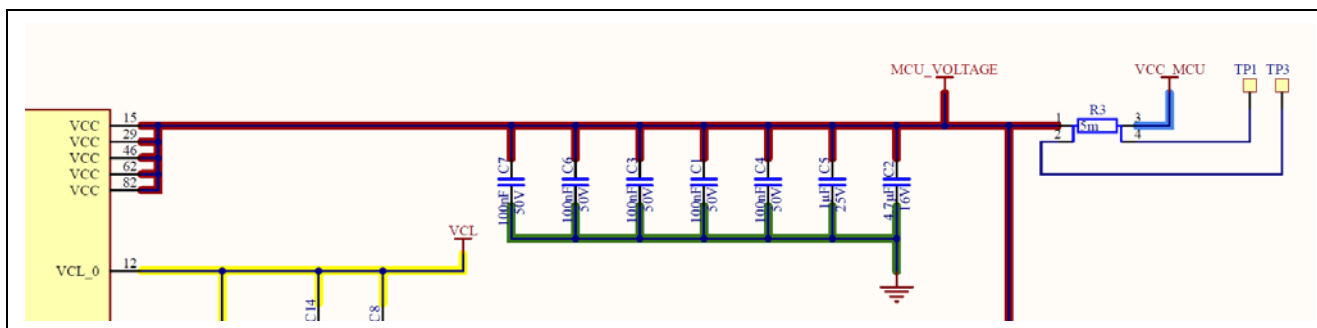 MCU_VOLTAGE
VCC_MCU
TP1 TP3
R3
5m
1
2
3
4
VCC 15
VCC 29
VCC 46
VCC 62
VCC 82
C7
100nF
50V
C6
100nF
50V
C3
100nF
50V
C1
100nF
50V
C4
100nF
50V
C5
1µF
25V
C2
4.7µF
16V
VCL
VCL_0 12
C14
C8